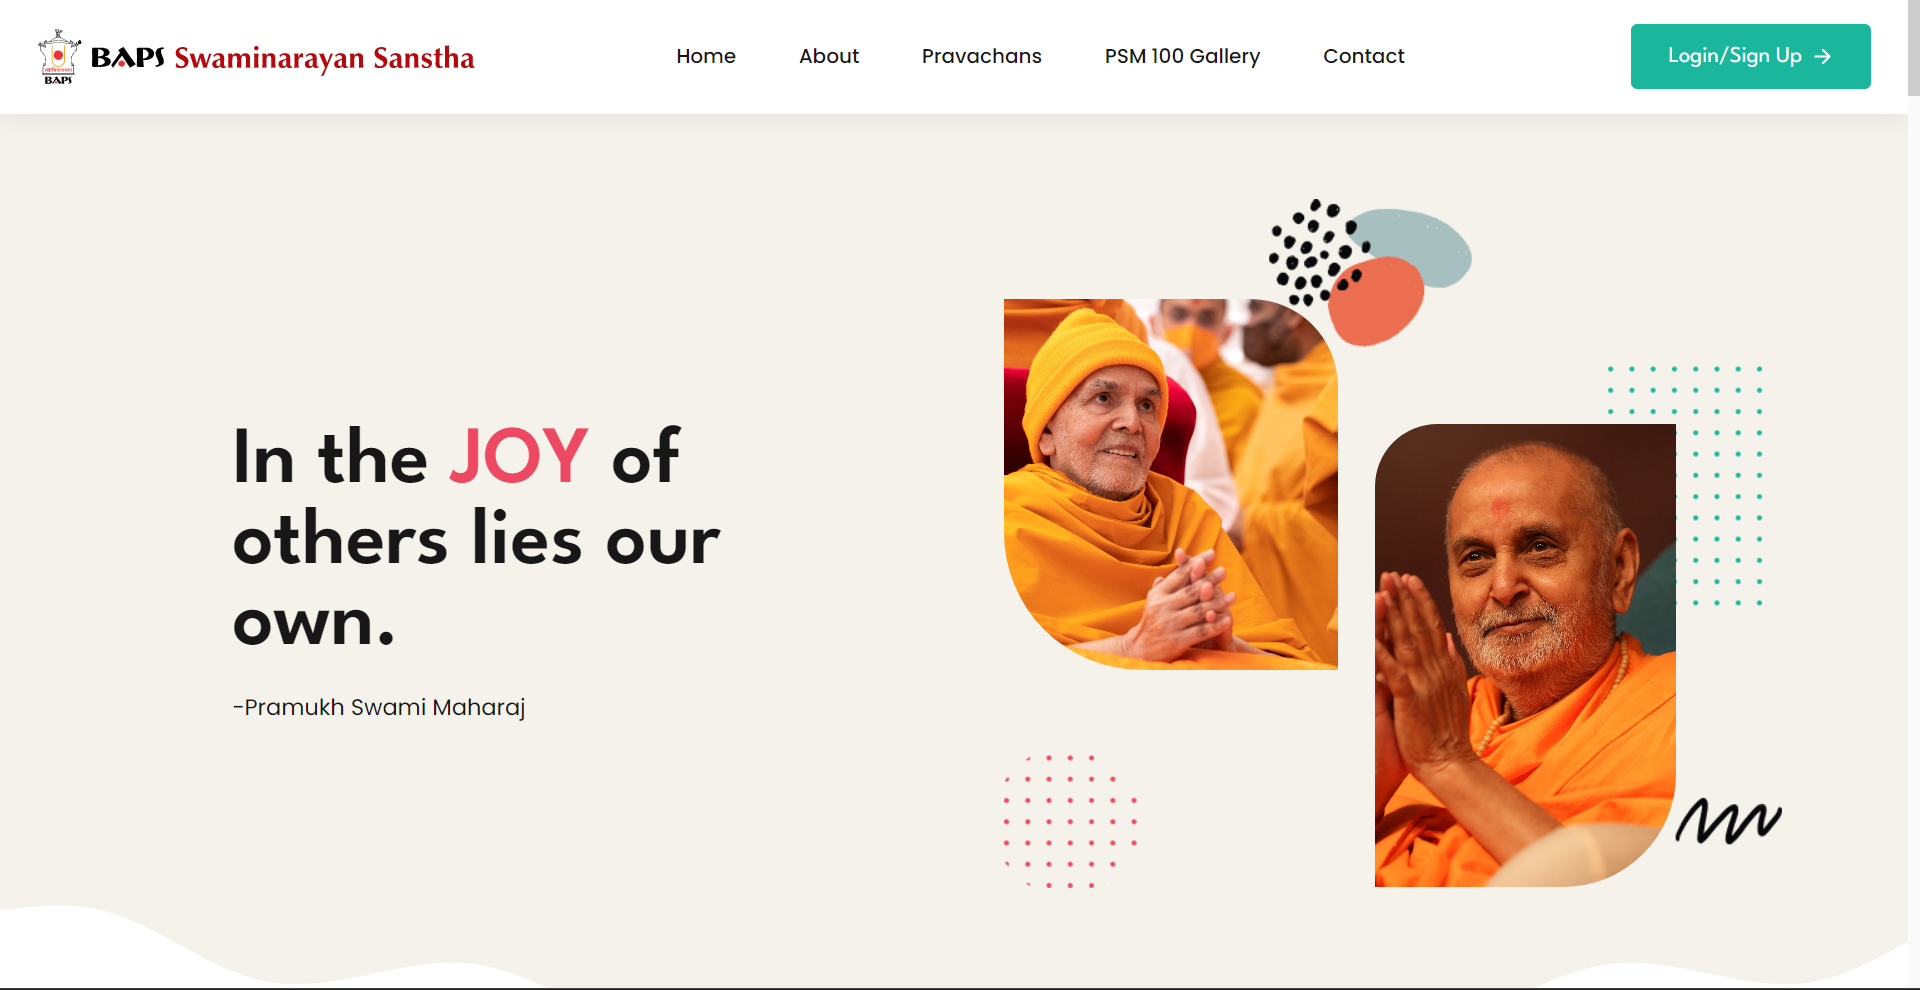 BAPS Swaminarayan Sanstha
BAPS
Home
About
Pravachans
PSM 100 Gallery
Contact
Login/Sign Up →
In the JOY of
others lies our
own.
-Pramukh Swami Maharaj